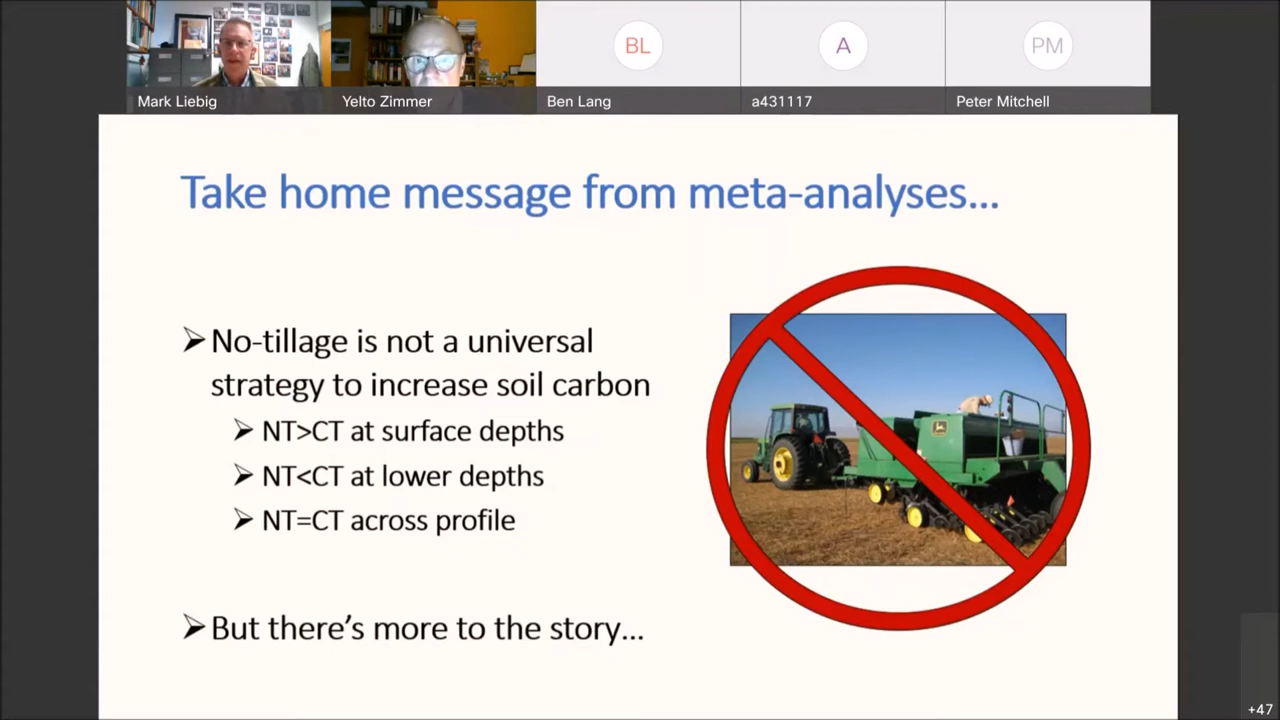 Mark Liebig
Yelto Zimmer
BL
Ben Lang
A
a431117
PM
Peter Mitchell
Take home message from meta-analyses...
No-tillage is not a universal
strategy to increase soil carbon
NT>CT at surface depths
NT<CT at lower depths
NT=CT across profile
But there's more to the story...
+47